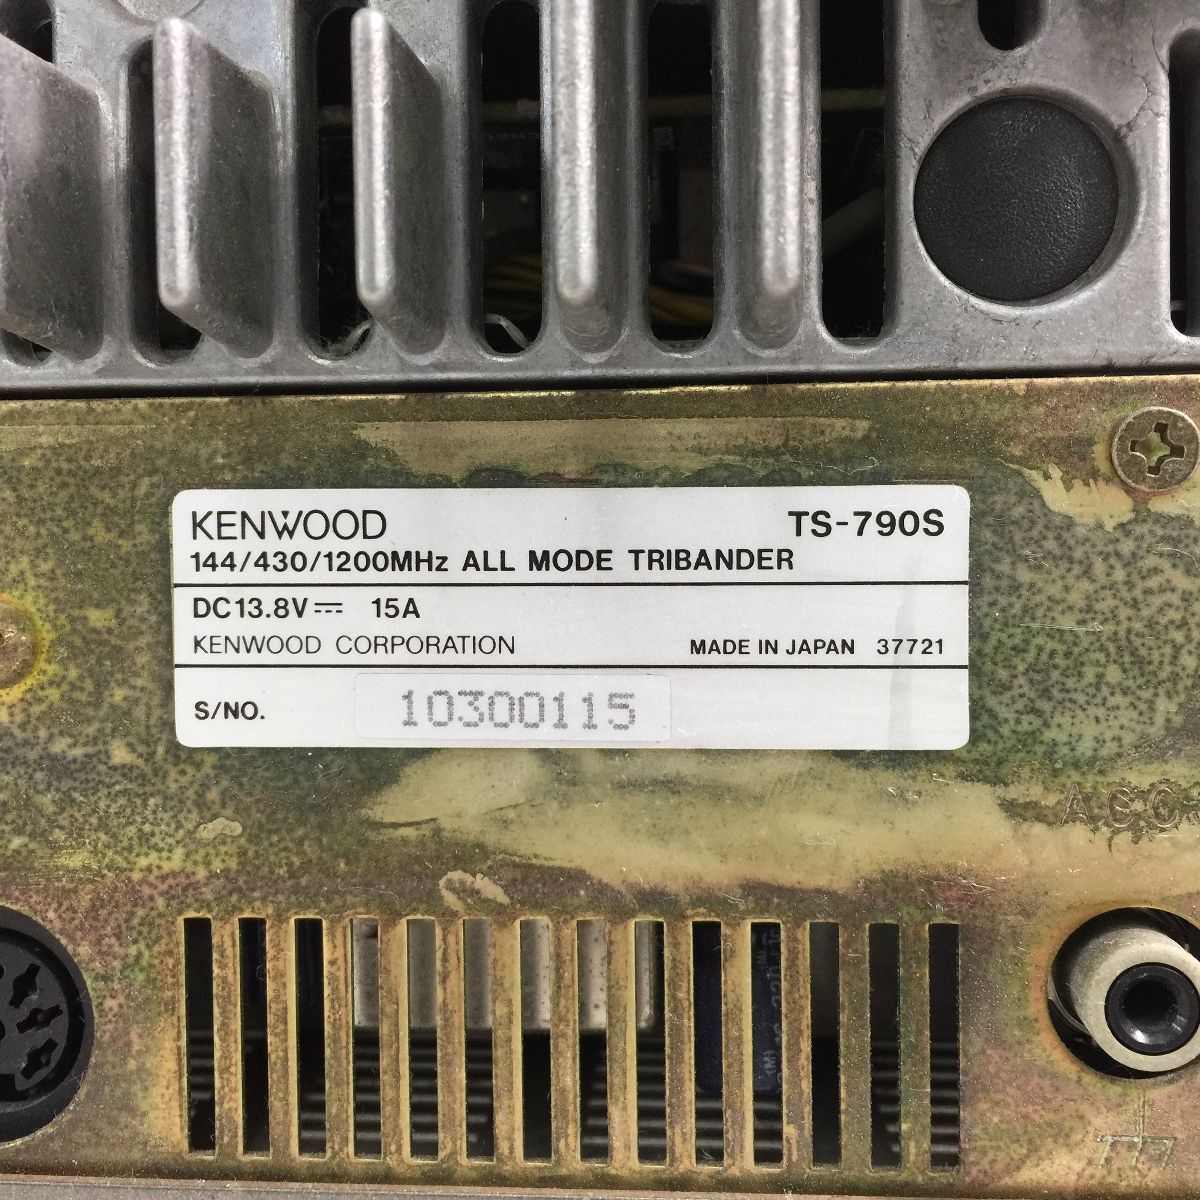 KENWOOD TS-790S
144/430/1200MHz ALL MODE TRIBANDER
DC13.8V⎓ 15A
KENWOOD CORPORATION MADE IN JAPAN 37721
S/NO. 10300115
ACC